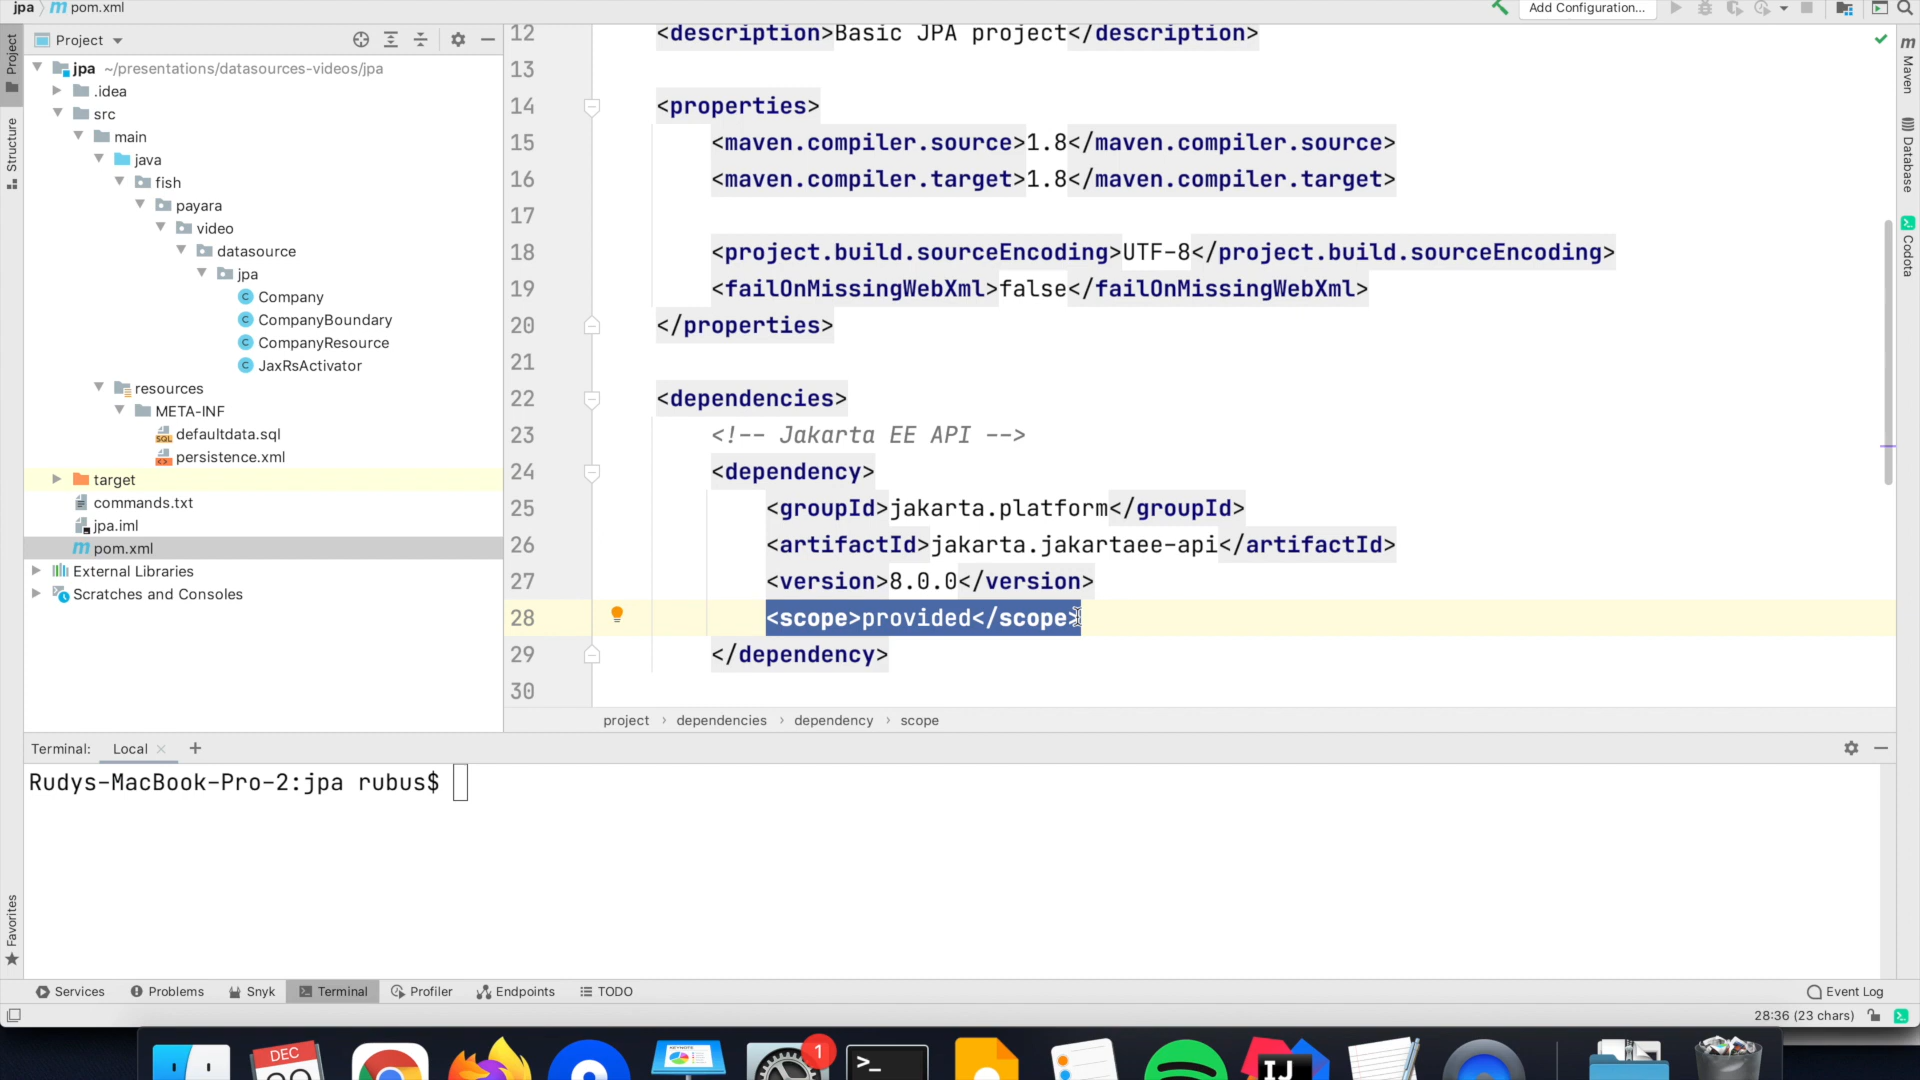 jpa
pom.xml
Add Configuration...
Project
jpa ~/presentations/datasources-videos/jpa
.idea
src
main
java
fish
payara
video
datasource
jpa
Company
CompanyBoundary
CompanyResource
JaxRsActivator
resources
META-INF
defaultdata.sql
persistence.xml
target
commands.txt
jpa.iml
pom.xml
External Libraries
Scratches and Consoles
Project
Structure
Favorites
12 <description>Basic JPA project</description>
13
14 <properties>
15 <maven.compiler.source>1.8</maven.compiler.source>
16 <maven.compiler.target>1.8</maven.compiler.target>
17
18 <project.build.sourceEncoding>UTF-8</project.build.sourceEncoding>
19 <failOnMissingWebXml>false</failOnMissingWebXml>
20 </properties>
21
22 <dependencies>
23 <!-- Jakarta EE API -->
24 <dependency>
25 <groupId>jakarta.platform</groupId>
26 <artifactId>jakarta.jakartaee-api</artifactId>
27 <version>8.0.0</version>
28 <scope>provided</scope>
29 </dependency>
30
project › dependencies › dependency › scope
Maven
Database
Codota
Terminal: Local
Rudys-MacBook-Pro-2:jpa rubus$
Services Problems Snyk Terminal Profiler Endpoints TODO Event Log
28:36 (23 chars)
DEC
KEYNOTE
1
>_
IJ